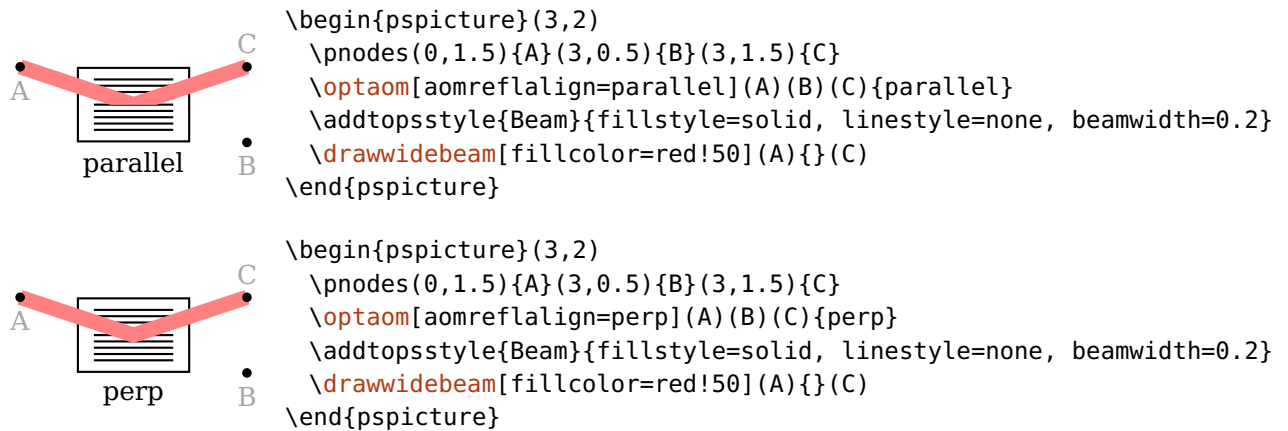 \begin{pspicture}(3,2)
\pnodes(0,1.5){A}(3,0.5){B}(3,1.5){C}
\optaom[aomreflalign=parallel](A)(B)(C){parallel}
\addtopsstyle{Beam}{fillstyle=solid, linestyle=none, beamwidth=0.2}
\drawwidebeam[fillcolor=red!50](A){}(C)
\end{pspicture}
C
A
B
parallel
\begin{pspicture}(3,2)
\pnodes(0,1.5){A}(3,0.5){B}(3,1.5){C}
\optaom[aomreflalign=perp](A)(B)(C){perp}
\addtopsstyle{Beam}{fillstyle=solid, linestyle=none, beamwidth=0.2}
\drawwidebeam[fillcolor=red!50](A){}(C)
\end{pspicture}
C
A
B
perp